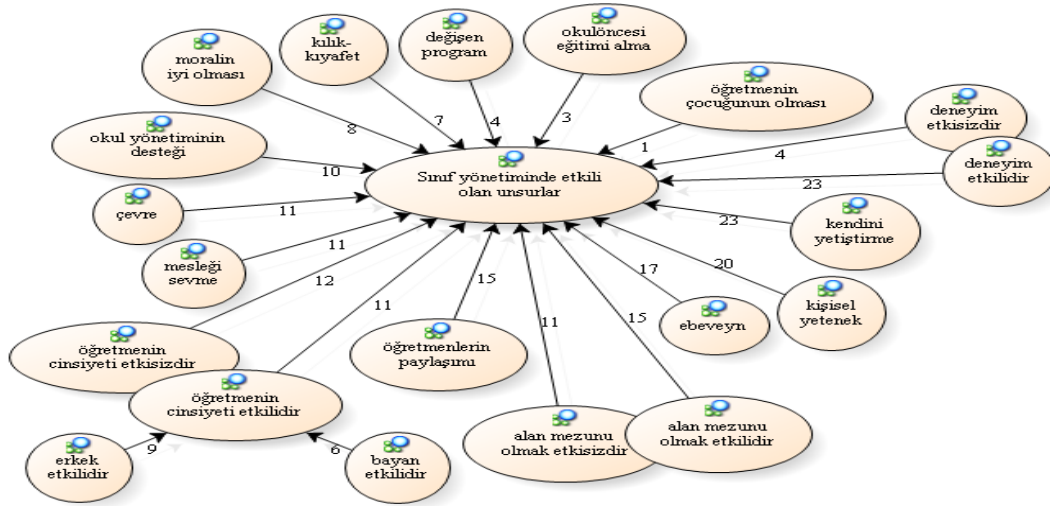 moralin
iyi olması
kılık-
kıyafet
değişen
program
okulöncesi
eğitimi alma
öğretmenin
çocuğunun olması
deneyim
etkisizdir
deneyim
etkilidir
okul yönetiminin
desteği
Sınıf yönetiminde etkili
olan unsurlar
8
7
4
3
1
4
23
10
çevre
11
mesleği
sevme
11
12
11
15
11
15
17
20
23
kendini
yetiştirme
kişisel
yetenek
ebeveyn
öğretmenlerin
paylaşımı
öğretmenin
cinsiyeti etkisizdir
öğretmenin
cinsiyeti etkilidir
alan mezunu
olmak etkisizdir
alan mezunu
olmak etkilidir
erkek
etkilidir
9
6
bayan
etkilidir